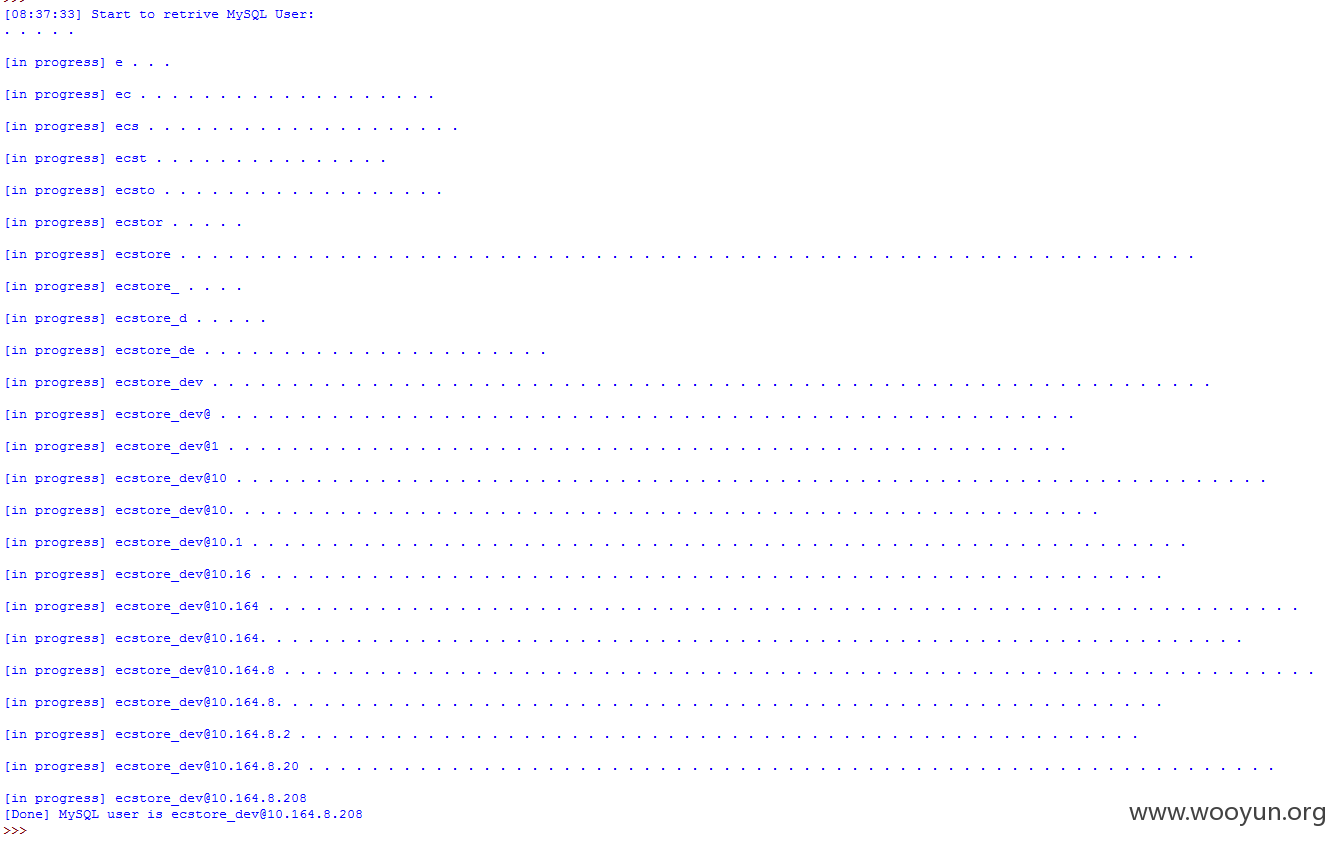 [08:37:33] Start to retrive MySQL User:
. . . . .
[in progress] e . . .
[in progress] ec . . . . . . . . . . . . . . . . . . .
[in progress] ecs . . . . . . . . . . . . . . . . . . . .
[in progress] ecst . . . . . . . . . . . . . . .
[in progress] ecsto . . . . . . . . . . . . . . . . . .
[in progress] ecstor . . . . .
[in progress] ecstore . . . . . . . . . . . . . . . . . . . . . . . . . . . . . . . . . . . . . . . . . . . . . . . . . . . . . . . . . . . . . . . .
[in progress] ecstore_ . . . .
[in progress] ecstore_d . . . . .
[in progress] ecstore_de . . . . . . . . . . . . . . . . . . . . . .
[in progress] ecstore_dev . . . . . . . . . . . . . . . . . . . . . . . . . . . . . . . . . . . . . . . . . . . . . . . . . . . . . . . . . . . . . . .
[in progress] ecstore_dev@ . . . . . . . . . . . . . . . . . . . . . . . . . . . . . . . . . . . . . . . . . . . . . . . . . . . . . .
[in progress] ecstore_dev@1 . . . . . . . . . . . . . . . . . . . . . . . . . . . . . . . . . . . . . . . . . . . . . . . . . . . . .
[in progress] ecstore_dev@10 . . . . . . . . . . . . . . . . . . . . . . . . . . . . . . . . . . . . . . . . . . . . . . . . . . . . . . . . . . . . . . . . .
[in progress] ecstore_dev@10. . . . . . . . . . . . . . . . . . . . . . . . . . . . . . . . . . . . . . . . . . . . . . . . . . . . . . .
[in progress] ecstore_dev@10.1 . . . . . . . . . . . . . . . . . . . . . . . . . . . . . . . . . . . . . . . . . . . . . . . . . . . . . . . . . . .
[in progress] ecstore_dev@10.16 . . . . . . . . . . . . . . . . . . . . . . . . . . . . . . . . . . . . . . . . . . . . . . . . . . . . . . . . .
[in progress] ecstore_dev@10.164 . . . . . . . . . . . . . . . . . . . . . . . . . . . . . . . . . . . . . . . . . . . . . . . . . . . . . . . . . . . . . . . . .
[in progress] ecstore_dev@10.164. . . . . . . . . . . . . . . . . . . . . . . . . . . . . . . . . . . . . . . . . . . . . . . . . . . . . . . . . . . . . .
[in progress] ecstore_dev@10.164.8 . . . . . . . . . . . . . . . . . . . . . . . . . . . . . . . . . . . . . . . . . . . . . . . . . . . . . . . . . . . . . . . . .
[in progress] ecstore_dev@10.164.8. . . . . . . . . . . . . . . . . . . . . . . . . . . . . . . . . . . . . . . . . . . . . . . . . . . . . . . .
[in progress] ecstore_dev@10.164.8.2 . . . . . . . . . . . . . . . . . . . . . . . . . . . . . . . . . . . . . . . . . . . . . . . . . . . . .
[in progress] ecstore_dev@10.164.8.20 . . . . . . . . . . . . . . . . . . . . . . . . . . . . . . . . . . . . . . . . . . . . . . . . . . . . . . . . . . . . .
[in progress] ecstore_dev@10.164.8.208
[Done] MySQL user is ecstore_dev@10.164.8.208
>>>
www.wooyun.org